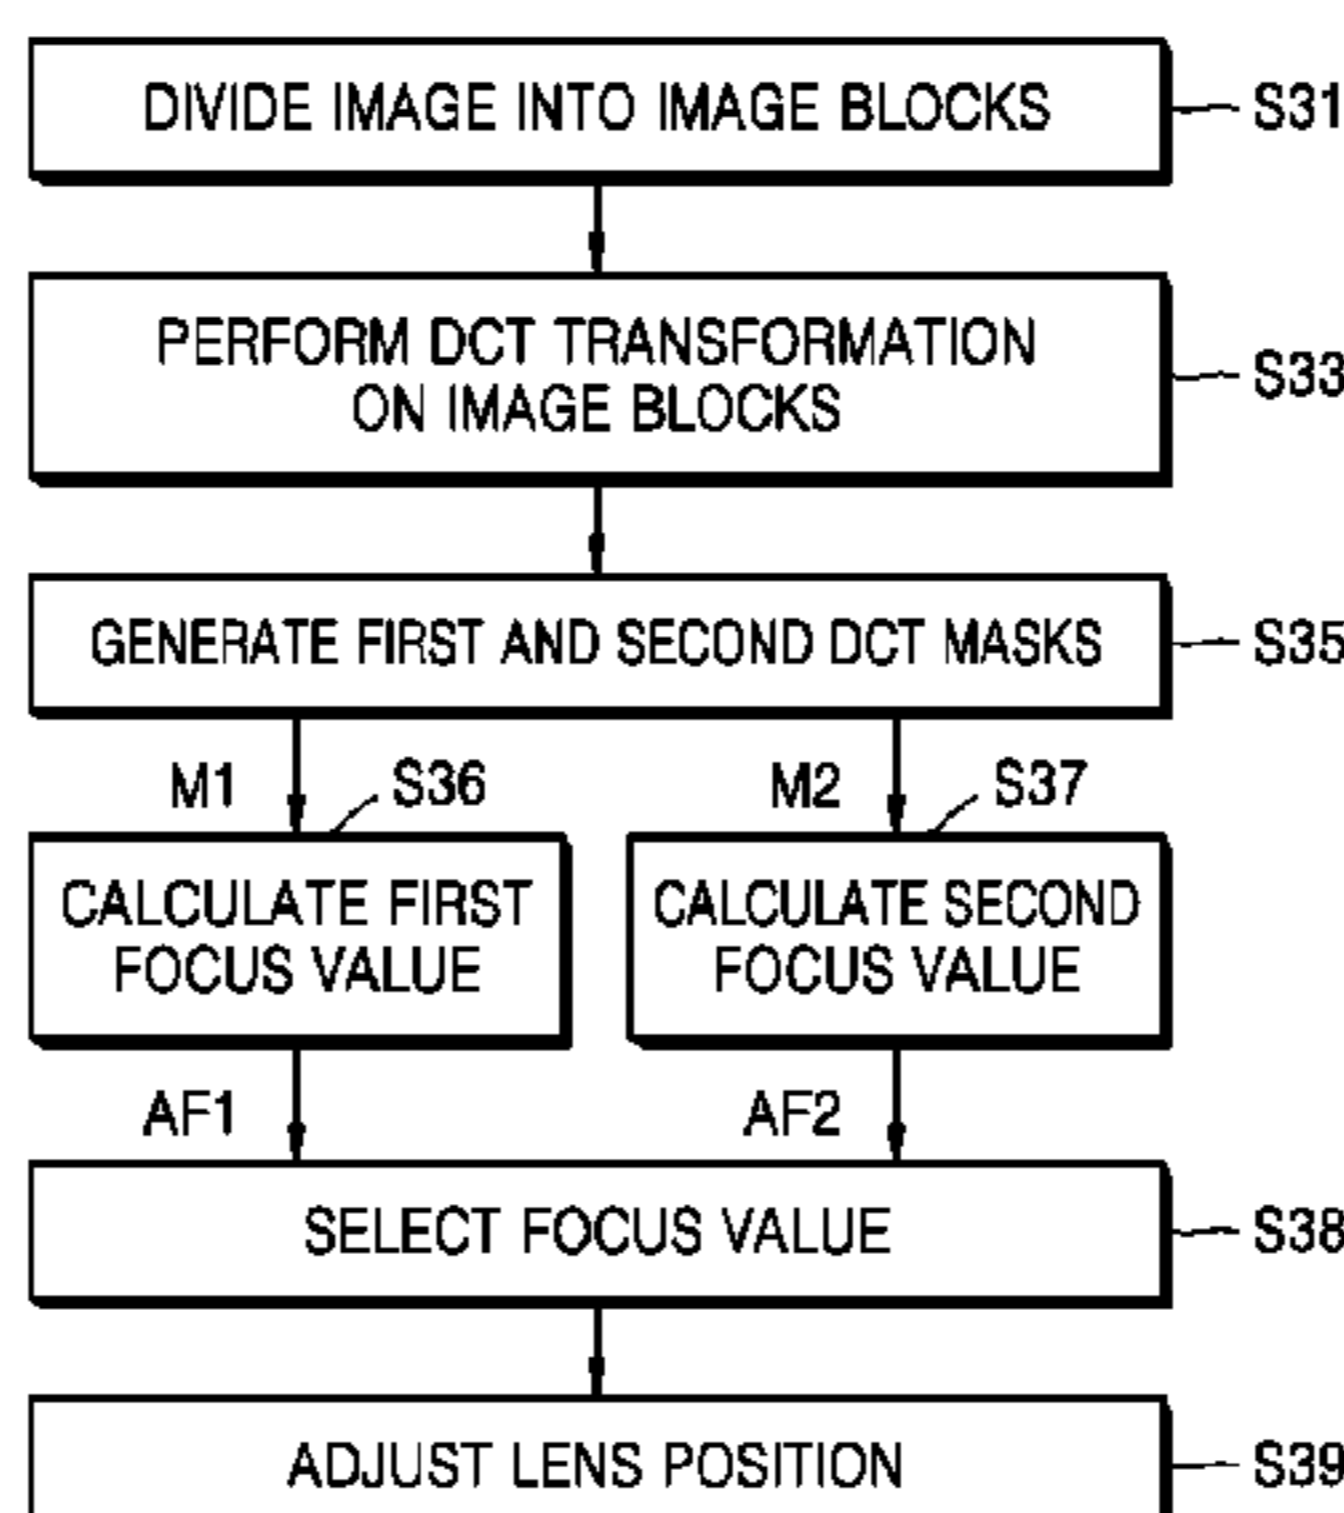 DIVIDE IMAGE INTO IMAGE BLOCKS
S31
PERFORM DCT TRANSFORMATION
ON IMAGE BLOCKS
S33
GENERATE FIRST AND SECOND DCT MASKS
S35
M1
S36
M2
S37
CALCULATE FIRST
FOCUS VALUE
CALCULATE SECOND
FOCUS VALUE
AF1
AF2
SELECT FOCUS VALUE
S38
ADJUST LENS POSITION
S39